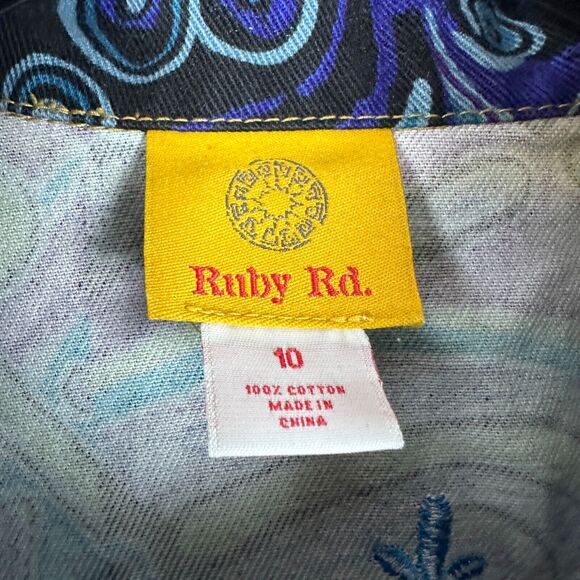 Ruby Rd.
10
100% COTTON
MADE IN
CHINA